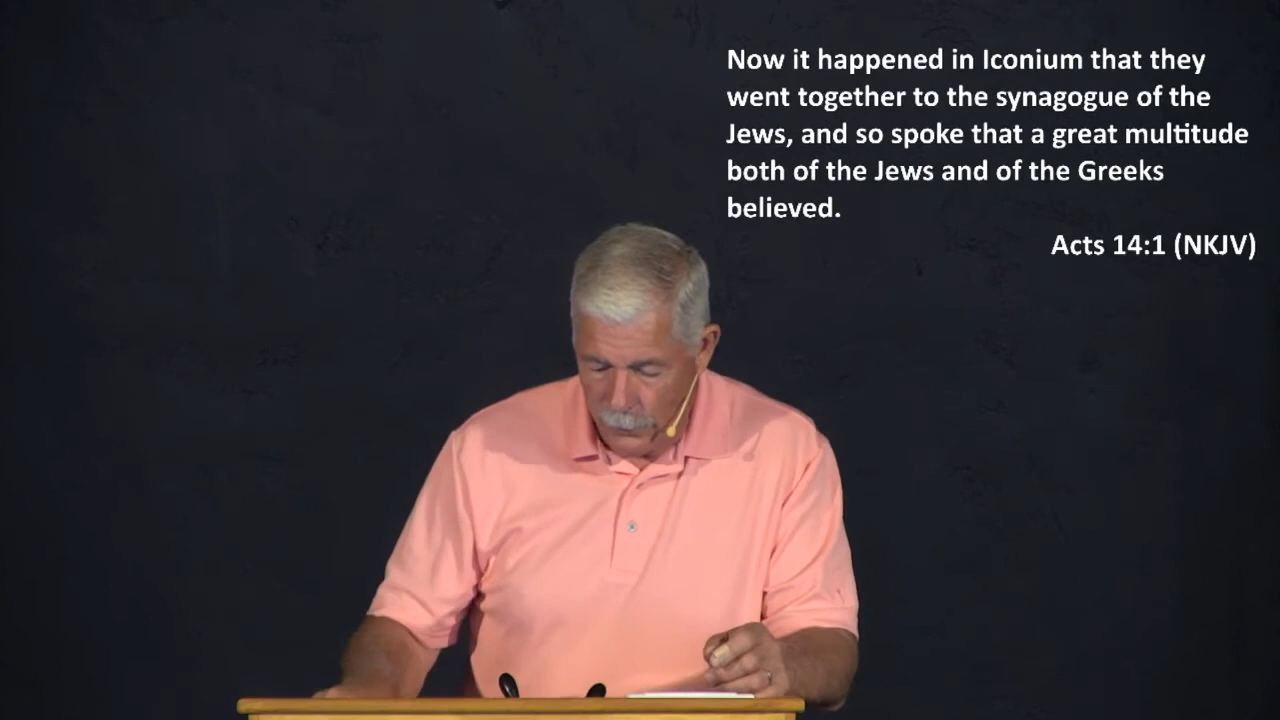 Now it happened in Iconium that they
went together to the synagogue of the
Jews, and so spoke that a great multitude
both of the Jews and of the Greeks
believed.
Acts 14:1 (NKJV)